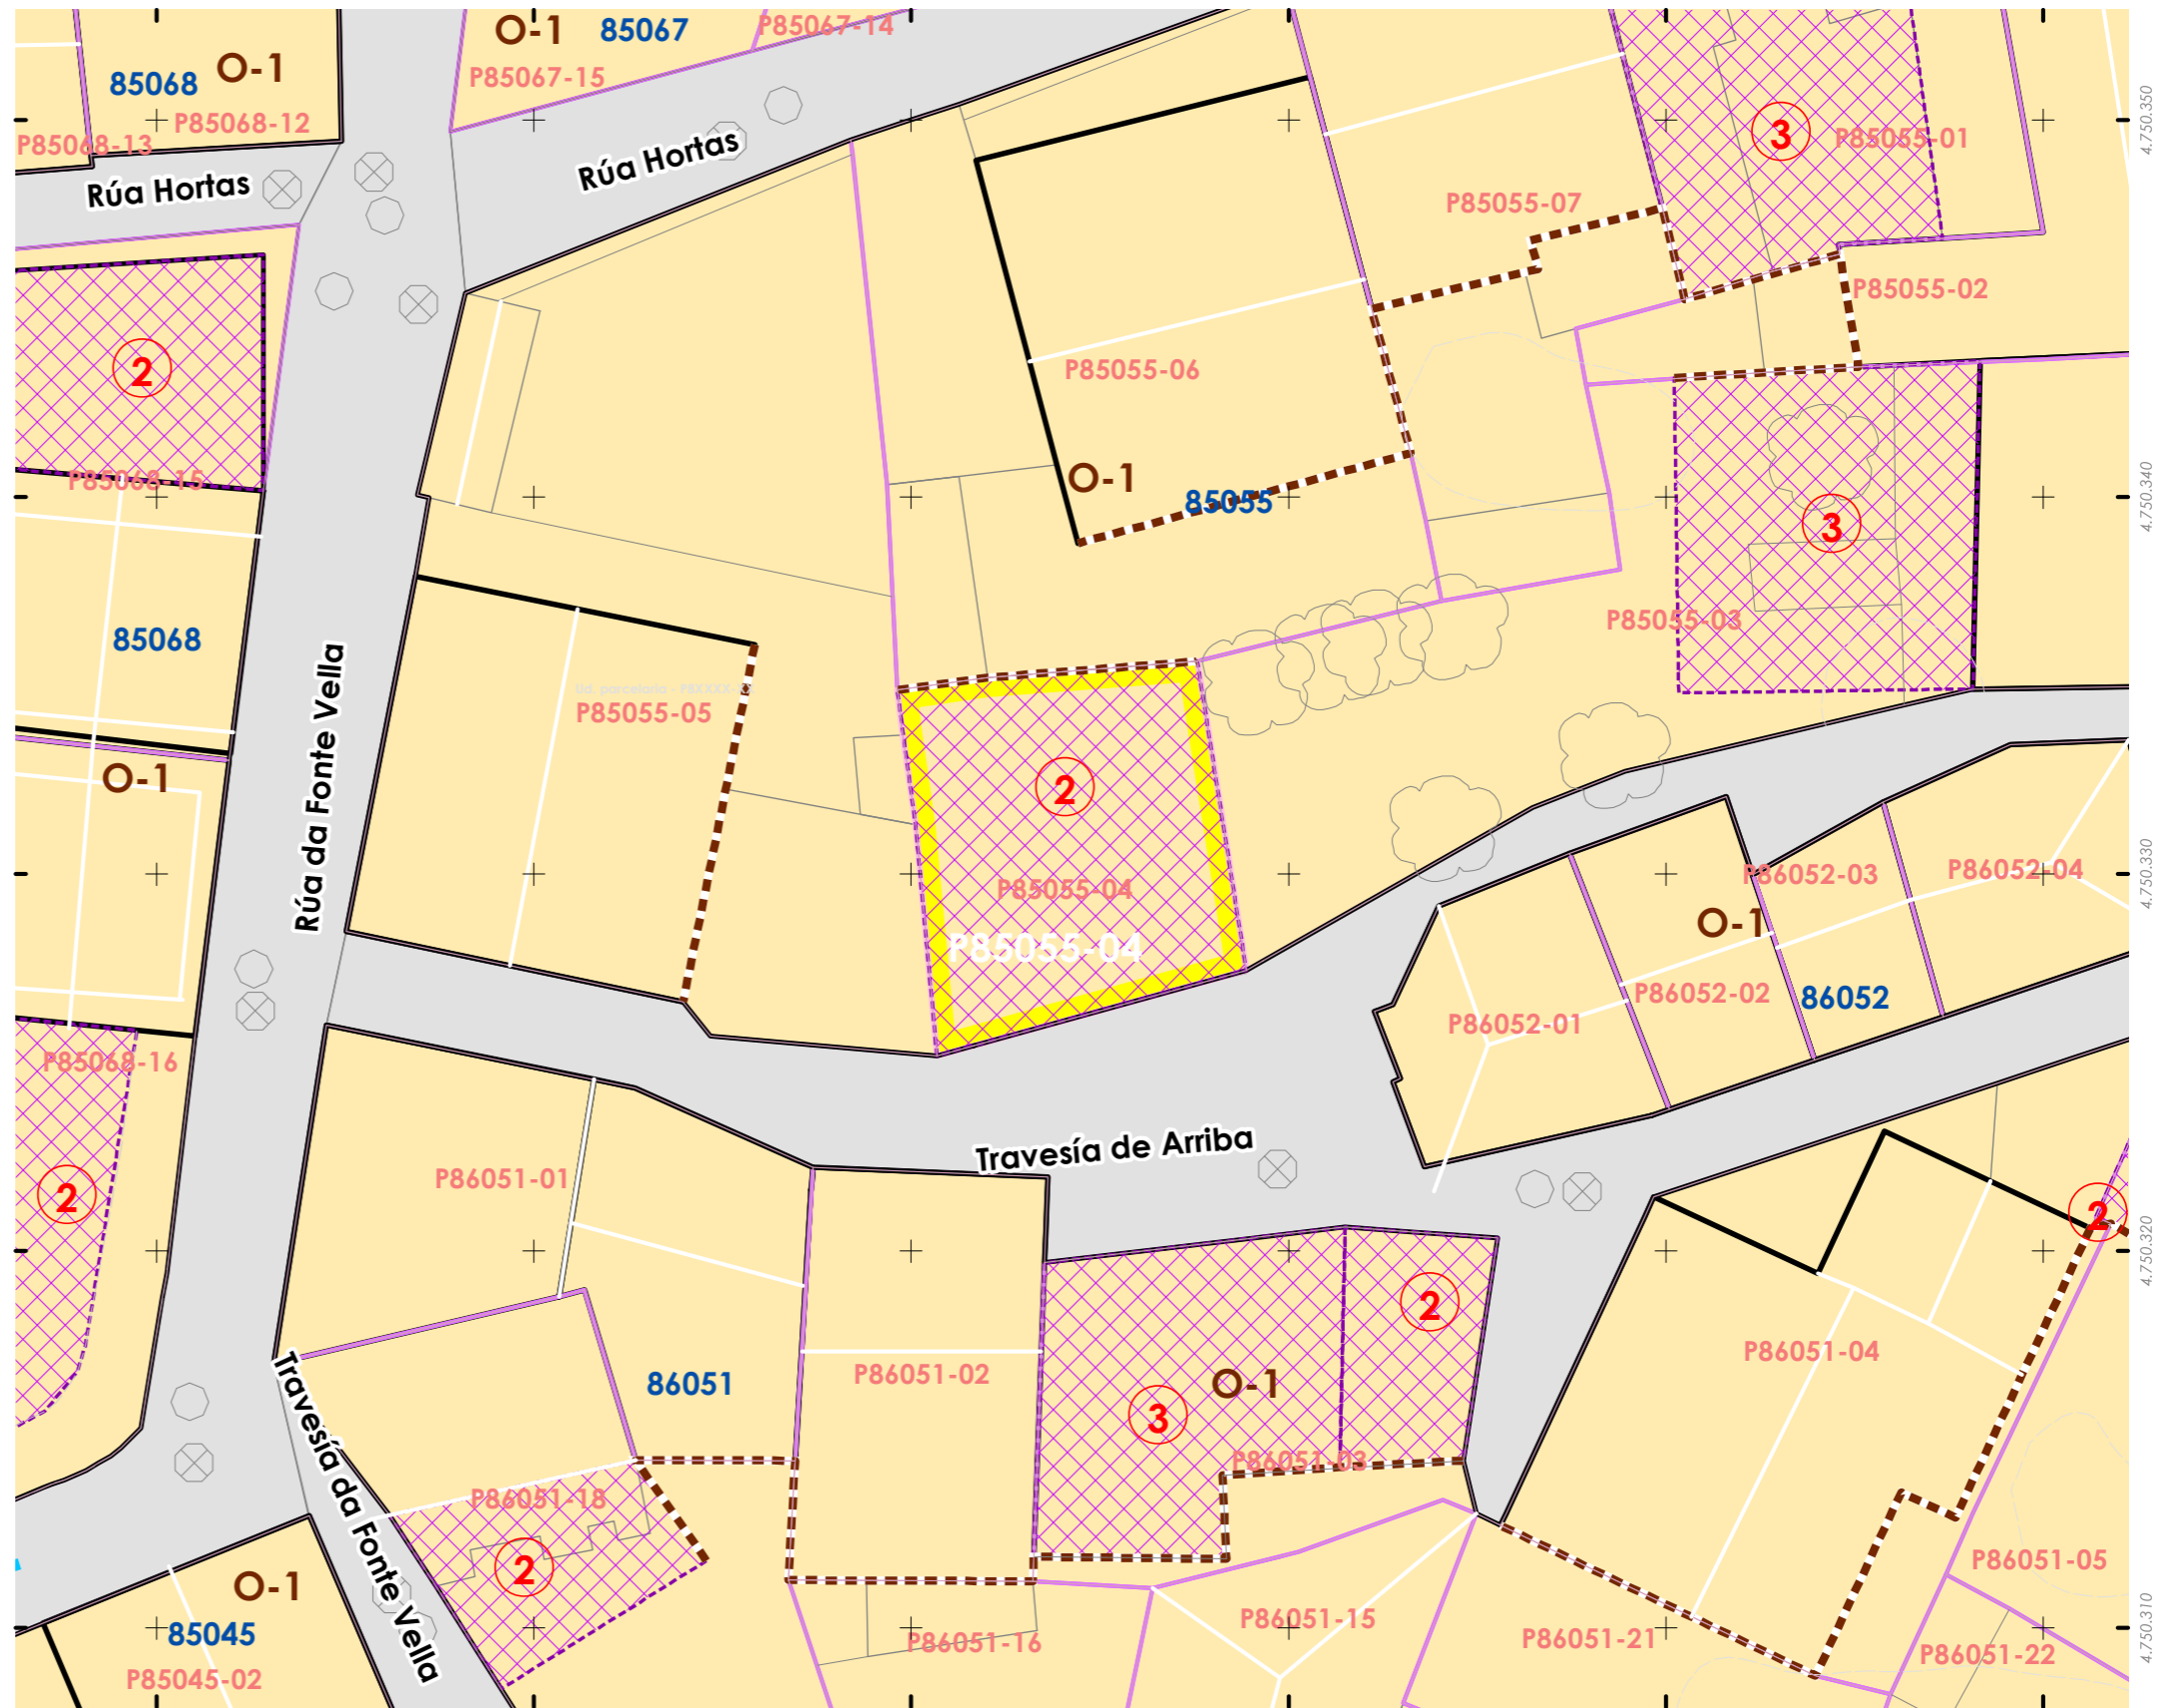 O-1
85067
P85067-14
85068
O-1
P85067-15
P85068-12
P85068-13
3
P85055-01
4.750.350
Rúa Hortas
Rúa Hortas
P85055-07
P85055-02
2
P85055-06
P85068-15
O-1
85055
4.750.340
3
85068
P85055-03
Rúa da Fonte Vella
Ud. parcelaria - P8XXXX-
P85055-05
O-1
2
P85055-04
P85055-04
P86052-03
P86052-04
4.750.330
O-1
P86052-02
86052
P86052-01
P85068-16
Travesía de Arriba
P86051-01
2
2
4.750.320
2
P86051-04
P86051-02
86051
O-1
3
P86051-03
Travesía da Fonte Vella
P86051-18
2
P86051-05
O-1
85045
P86051-15
P86051-16
P86051-21
P86051-22
4.750.310
P85045-02